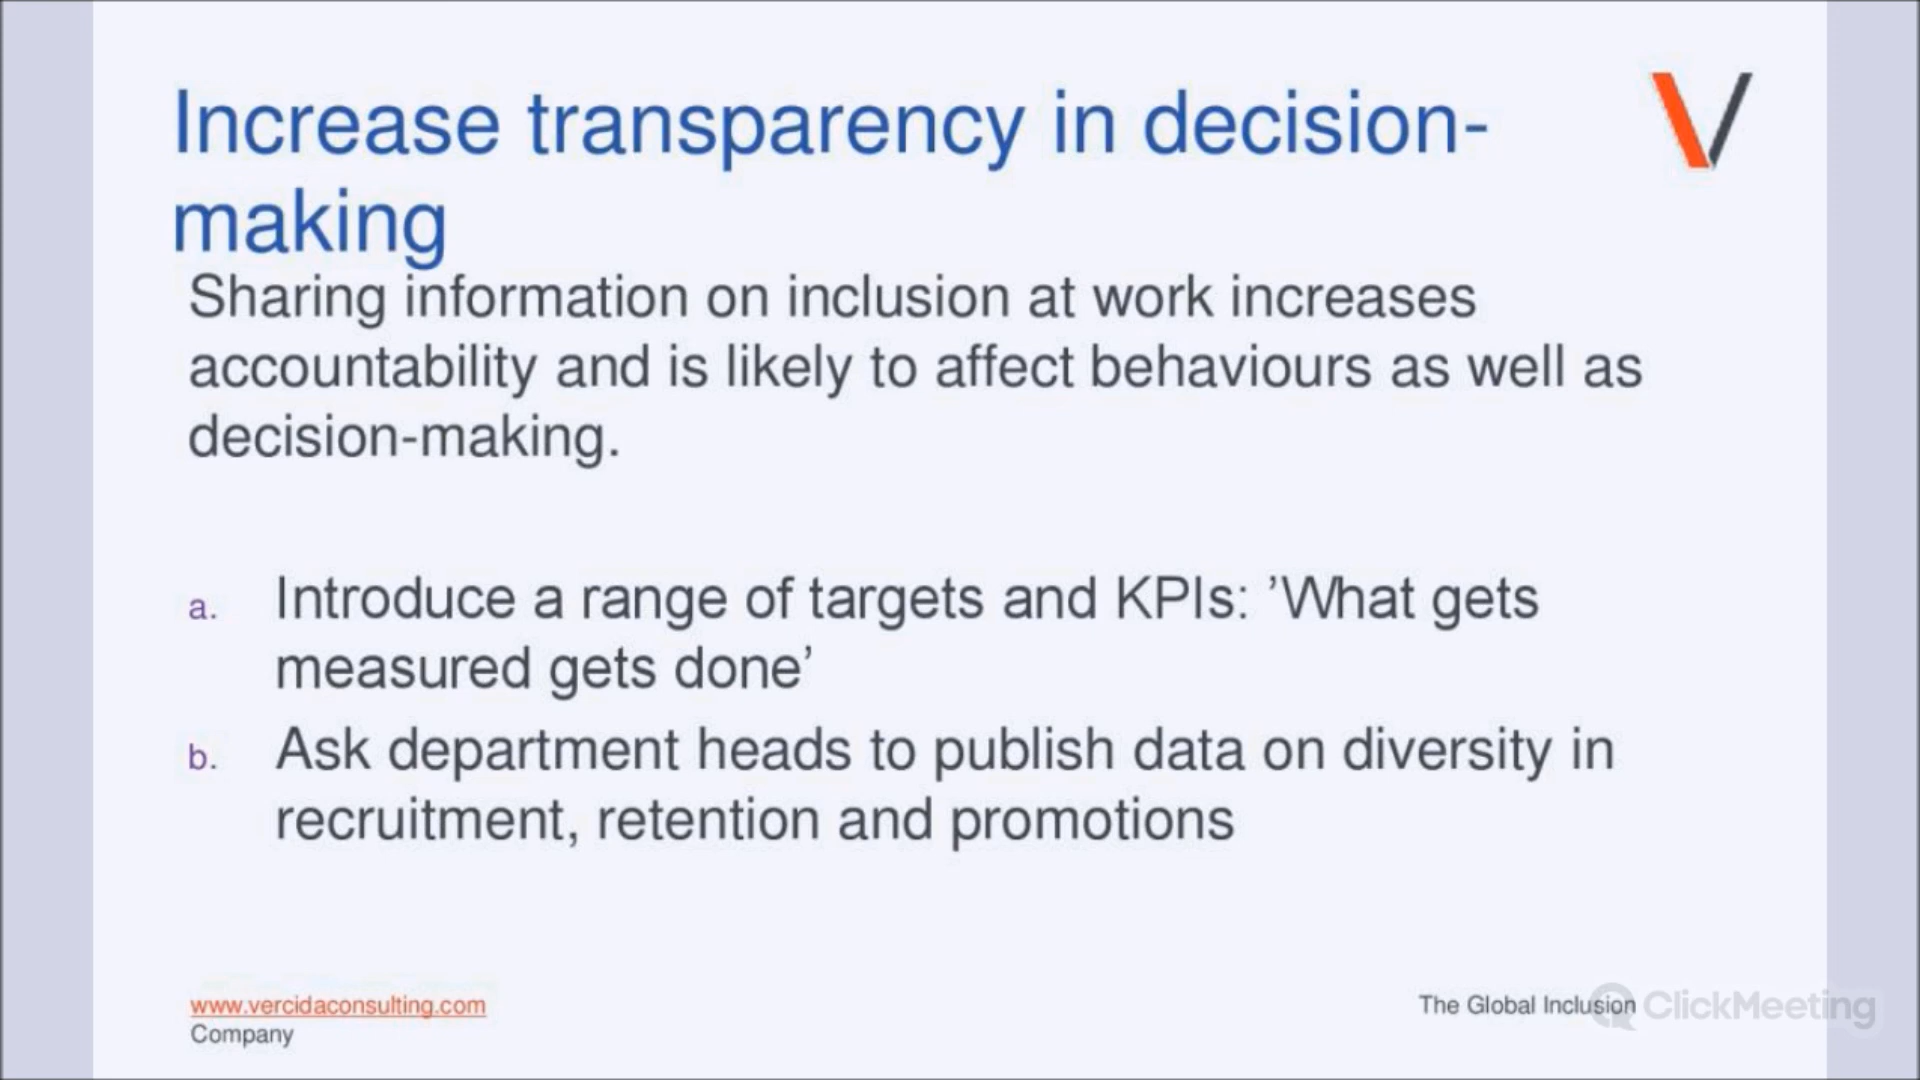 Increase transparency in decision-
making
Sharing information on inclusion at work increases
accountability and is likely to affect behaviours as well as
decision-making.
a. Introduce a range of targets and KPIs: ’What gets
measured gets done’
b. Ask department heads to publish data on diversity in
recruitment, retention and promotions
www.vercidaconsulting.com
Company
The Global Inclusion
ClickMeeting